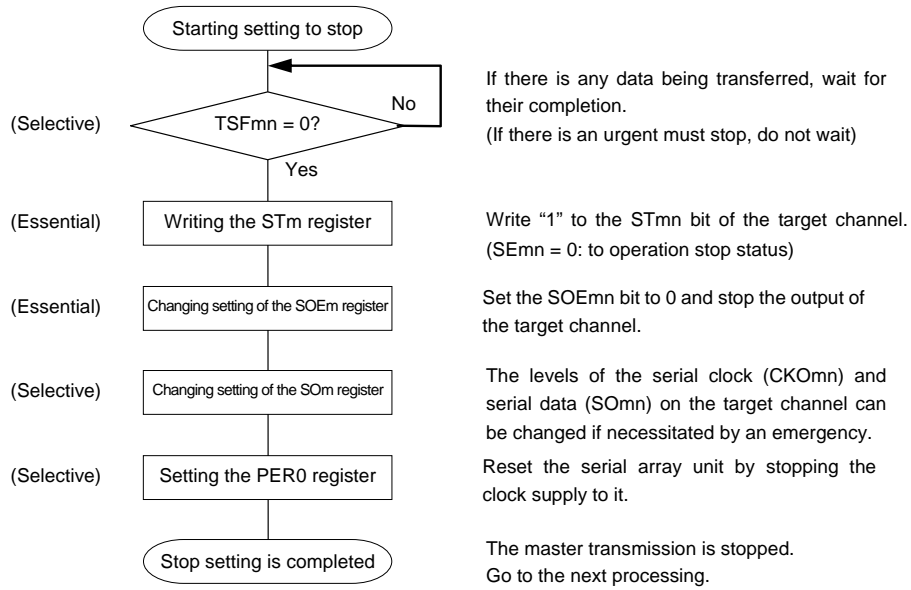 Starting setting to stop
No
(Selective)
TSFmn = 0?
If there is any data being transferred, wait for
their completion.
(If there is an urgent must stop, do not wait)
Yes
(Essential)
Writing the STm register
Write “1” to the STmn bit of the target channel.
(SEmn = 0: to operation stop status)
(Essential)
Changing setting of the SOEm register
Set the SOEmn bit to 0 and stop the output of
the target channel.
(Selective)
Changing setting of the SOm register
The levels of the serial clock (CKOmn) and
serial data (SOmn) on the target channel can
be changed if necessitated by an emergency.
(Selective)
Setting the PER0 register
Reset the serial array unit by stopping the
clock supply to it.
Stop setting is completed
The master transmission is stopped.
Go to the next processing.